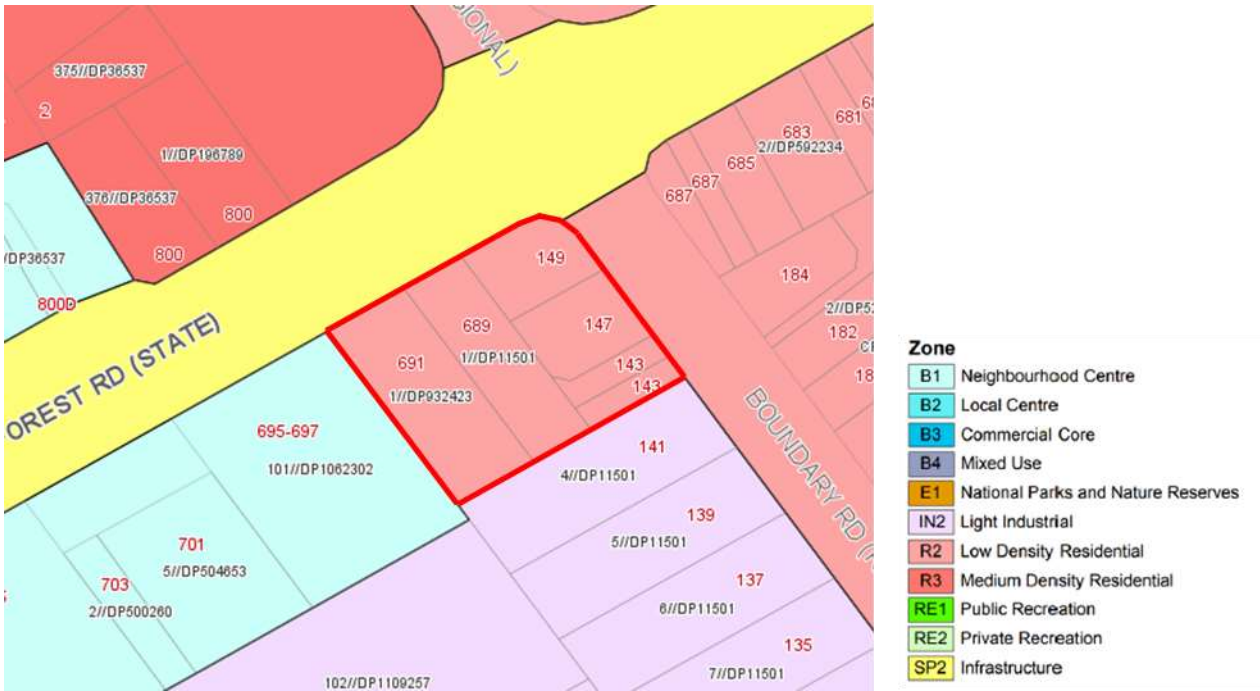 GIONAL)
375//DP36537
2
1//DP196789
376//DP36537
800
800
/DP36537
800D
OREST RD (STATE)
681
683
2//DP592234
685
687
687
184
2//DP5
182
149
147
689
1//DP11501
143
143
691
1//DP932423
BOUNDARY RD (
695-697
101//DP1062302
141
4//DP11501
139
5//DP11501
137
6//DP11501
135
7//DP11501
701
5//DP504653
703
2//DP500260
102//DP1109257
Zone
B1 Neighbourhood Centre
B2 Local Centre
B3 Commercial Core
B4 Mixed Use
E1 National Parks and Nature Reserves
IN2 Light Industrial
R2 Low Density Residential
R3 Medium Density Residential
RE1 Public Recreation
RE2 Private Recreation
SP2 Infrastructure